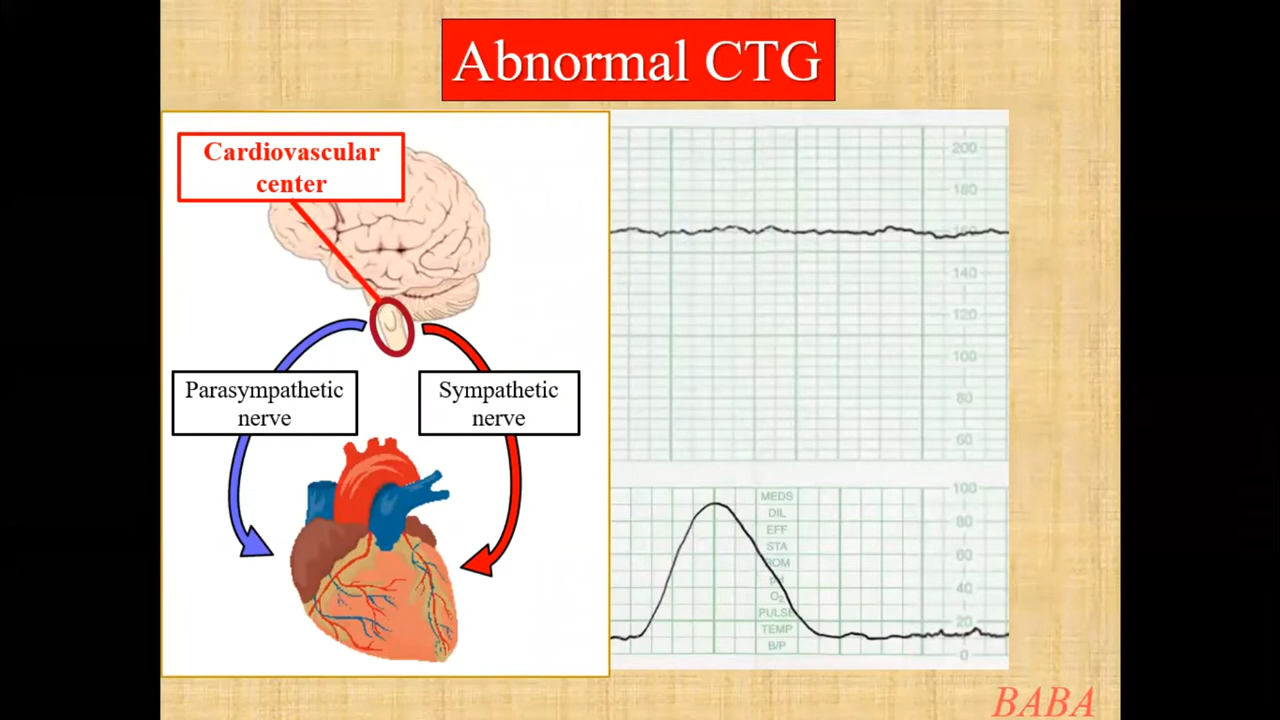 Abnormal CTG
Cardiovascular
center
Parasympathetic
nerve
Sympathetic
nerve
200
180
160
140
120
100
80
60
100
80
60
40
20
0
MEDS
DIL
EFF
STA
ROM
pH
O₂
PULSE
TEMP
B/P
BABA